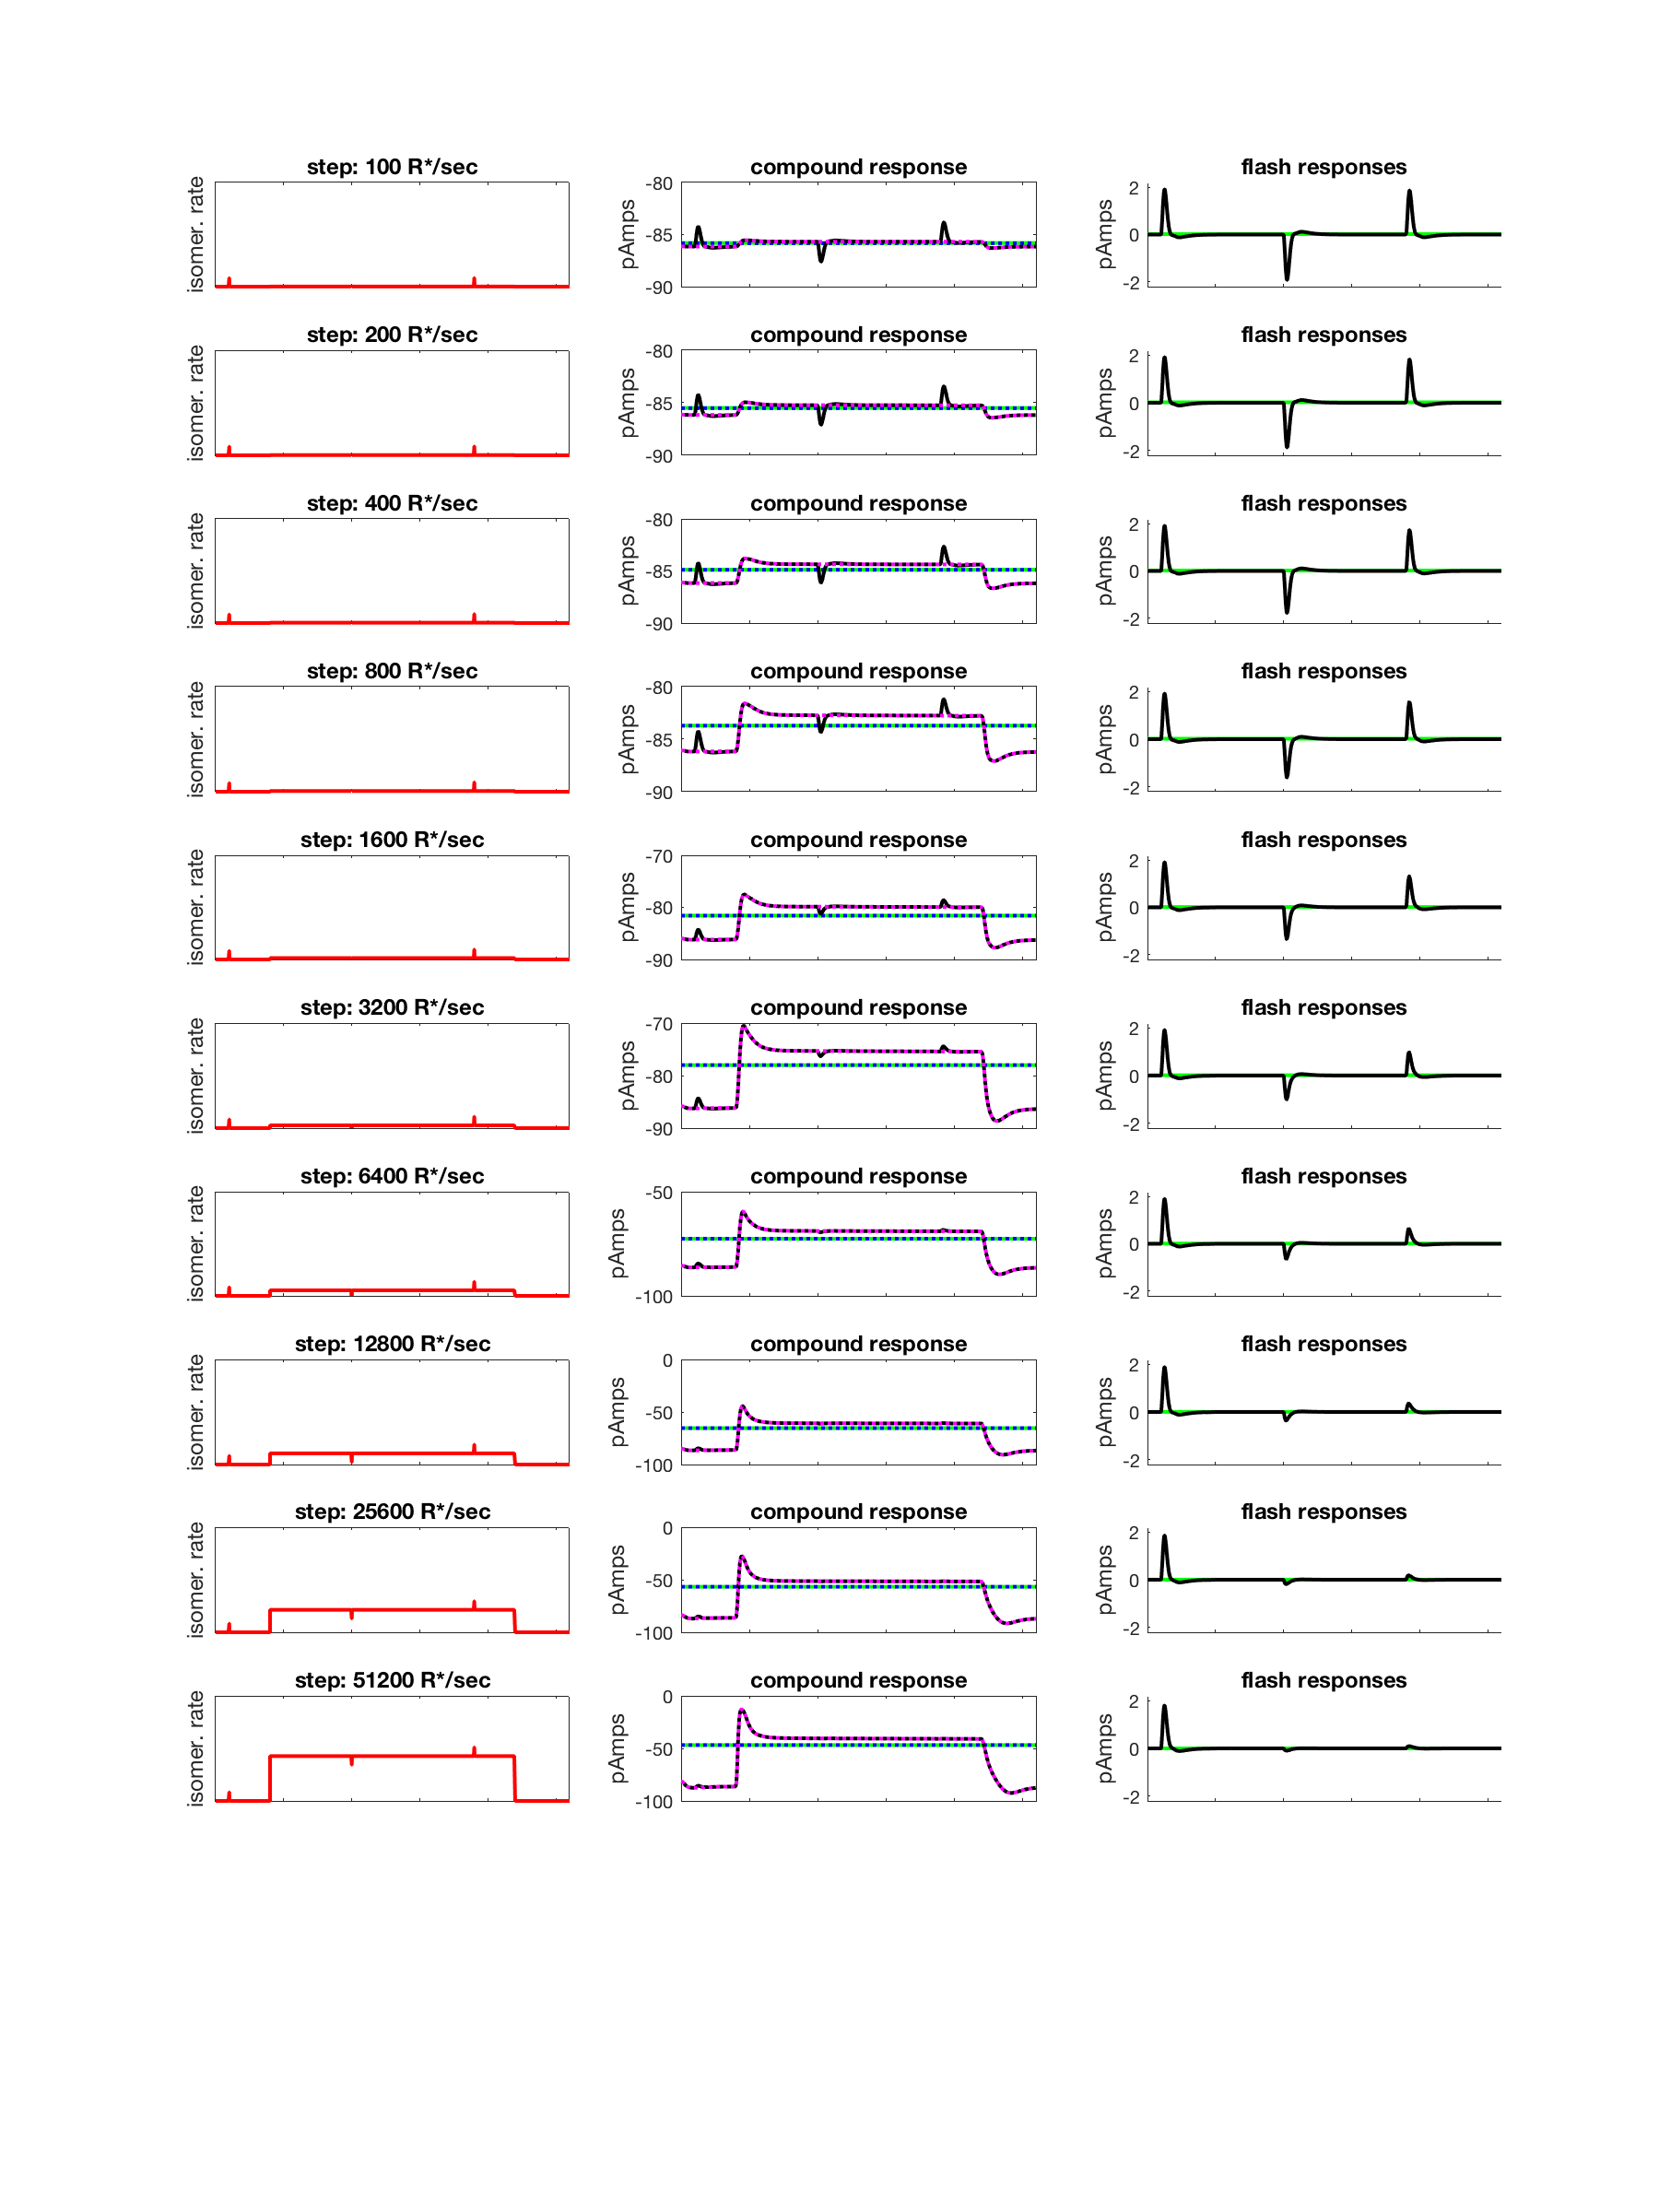 step: 100 R*/sec
compound response
flash responses
isomer. rate
pAmps
-80
-85
-90
pAmps
2
0
-2
step: 200 R*/sec
compound response
flash responses
isomer. rate
pAmps
-80
-85
-90
pAmps
2
0
-2
step: 400 R*/sec
compound response
flash responses
isomer. rate
pAmps
-80
-85
-90
pAmps
2
0
-2
step: 800 R*/sec
compound response
flash responses
isomer. rate
pAmps
-80
-85
-90
pAmps
2
0
-2
step: 1600 R*/sec
compound response
flash responses
isomer. rate
pAmps
-70
-80
-90
pAmps
2
0
-2
step: 3200 R*/sec
compound response
flash responses
isomer. rate
pAmps
-70
-80
-90
pAmps
2
0
-2
step: 6400 R*/sec
compound response
flash responses
isomer. rate
pAmps
-50
-100
pAmps
2
0
-2
step: 12800 R*/sec
compound response
flash responses
isomer. rate
pAmps
0
-50
-100
pAmps
2
0
-2
step: 25600 R*/sec
compound response
flash responses
isomer. rate
pAmps
0
-50
-100
pAmps
2
0
-2
step: 51200 R*/sec
compound response
flash responses
isomer. rate
pAmps
0
-50
-100
pAmps
2
0
-2